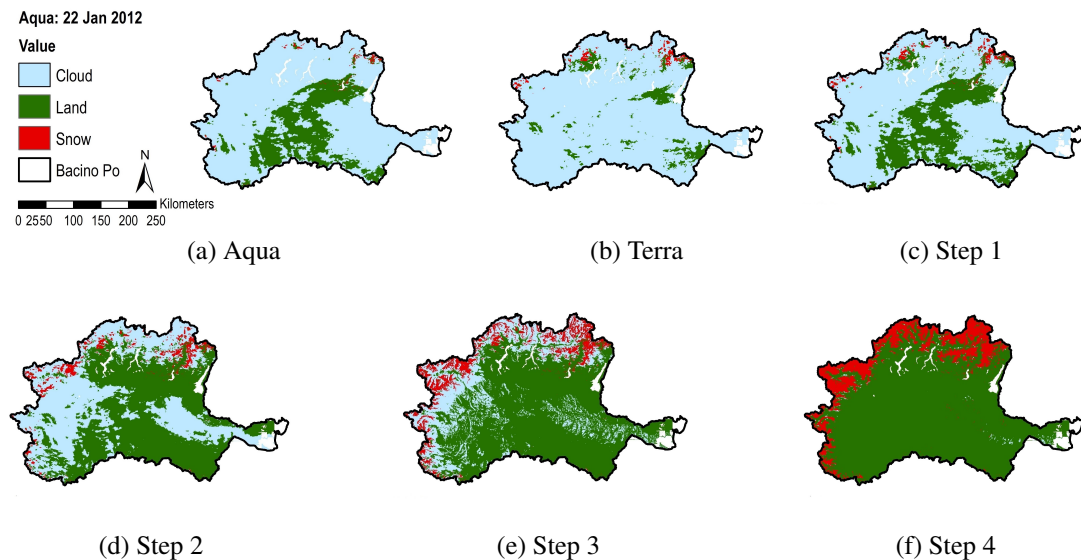 Aqua: 22 Jan 2012
Value
Cloud
Land
Snow
Bacino Po
N
Kilometers
0 2550 100 150 200 250
(a) Aqua
(b) Terra
(c) Step 1
(d) Step 2
(e) Step 3
(f) Step 4